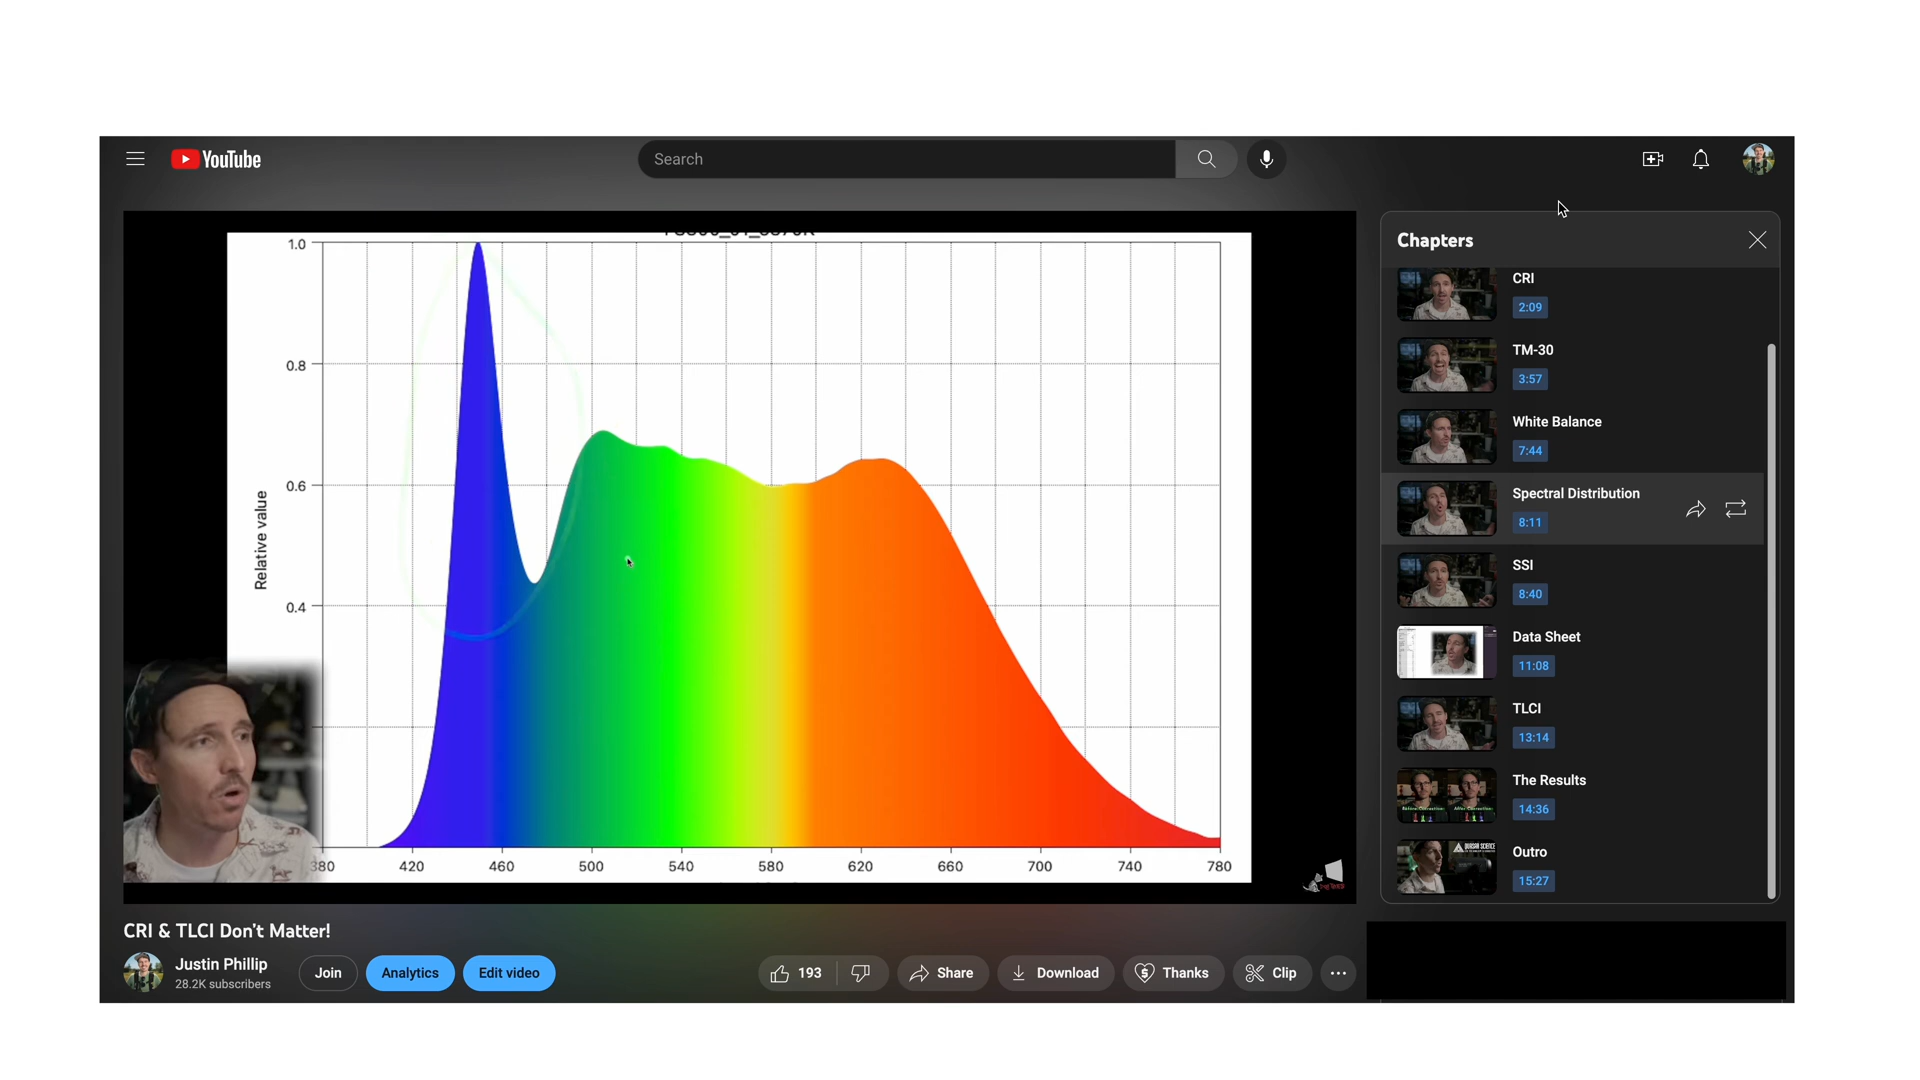 YouTube
Search
1.0
0.8
0.6
0.4
Relative value
380 420 460 500 540 580 620 660 700 740 780
Chapters
CRI
2:09
TM-30
3:57
White Balance
7:44
Spectral Distribution
8:11
SSI
8:40
Data Sheet
11:08
TLCI
13:14
The Results
14:36
Outro
15:27
QUASAR SCIENCE
CRI & TLCI Don't Matter!
Justin Phillip
28.2K subscribers
Join
Analytics
Edit video
193
Share
Download
Thanks
Clip